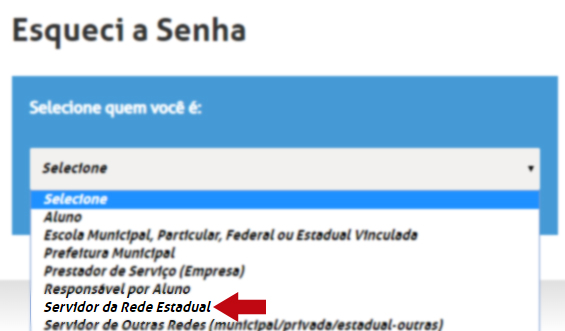 Esqueci a Senha
Selecione quem você é:
Selecione
Selecione
Aluno
Escola Municipal, Particular, Federal ou Estadual Vinculada
Prefeitura Municipal
Prestador de Serviço (Empresa)
Responsável por Aluno
Servidor da Rede Estadual
Servidor de Outras Redes (municipal/privada/estadual-outras)